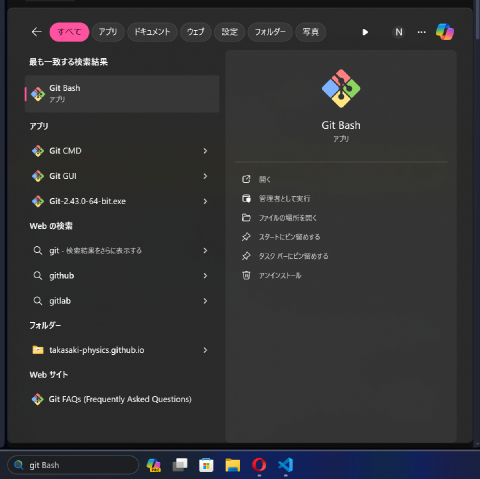 すべて アプリ ドキュメント ウェブ 設定 フォルダー 写真 N
最も一致する検索結果
Git Bash
アプリ
アプリ
Git CMD
Git GUI
Git-2.43.0-64-bit.exe
Web の検索
git - 検索結果をさらに表示する
github
gitlab
フォルダー
takasaki-physics.github.io
Web サイト
Git FAQs (Frequently Asked Questions)
Git Bash
アプリ
開く
管理者として実行
ファイルの場所を開く
スタートにピン留めする
タスク バーにピン留めする
アンインストール
git Bash